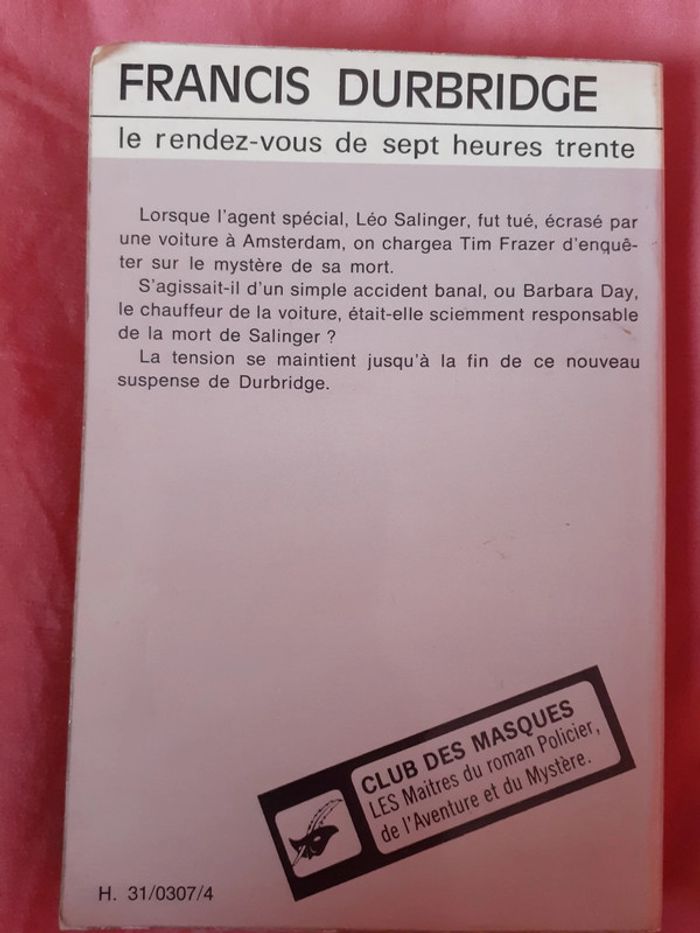 FRANCIS DURBRIDGE
le rendez-vous de sept heures trente
Lorsque l'agent spécial, Léo Salinger, fut tué, écrasé par
une voiture à Amsterdam, on chargea Tim Frazer d'enquê-
ter sur le mystère de sa mort.
S'agissait-il d'un simple accident banal, ou Barbara Day,
le chauffeur de la voiture, était-elle sciemment responsable
de la mort de Salinger ?
La tension se maintient jusqu'à la fin de ce nouveau
suspense de Durbridge.
CLUB DES MASQUES
LES Maitres du roman Policier,
de l'Aventure et du Mystère.
H. 31/0307/4